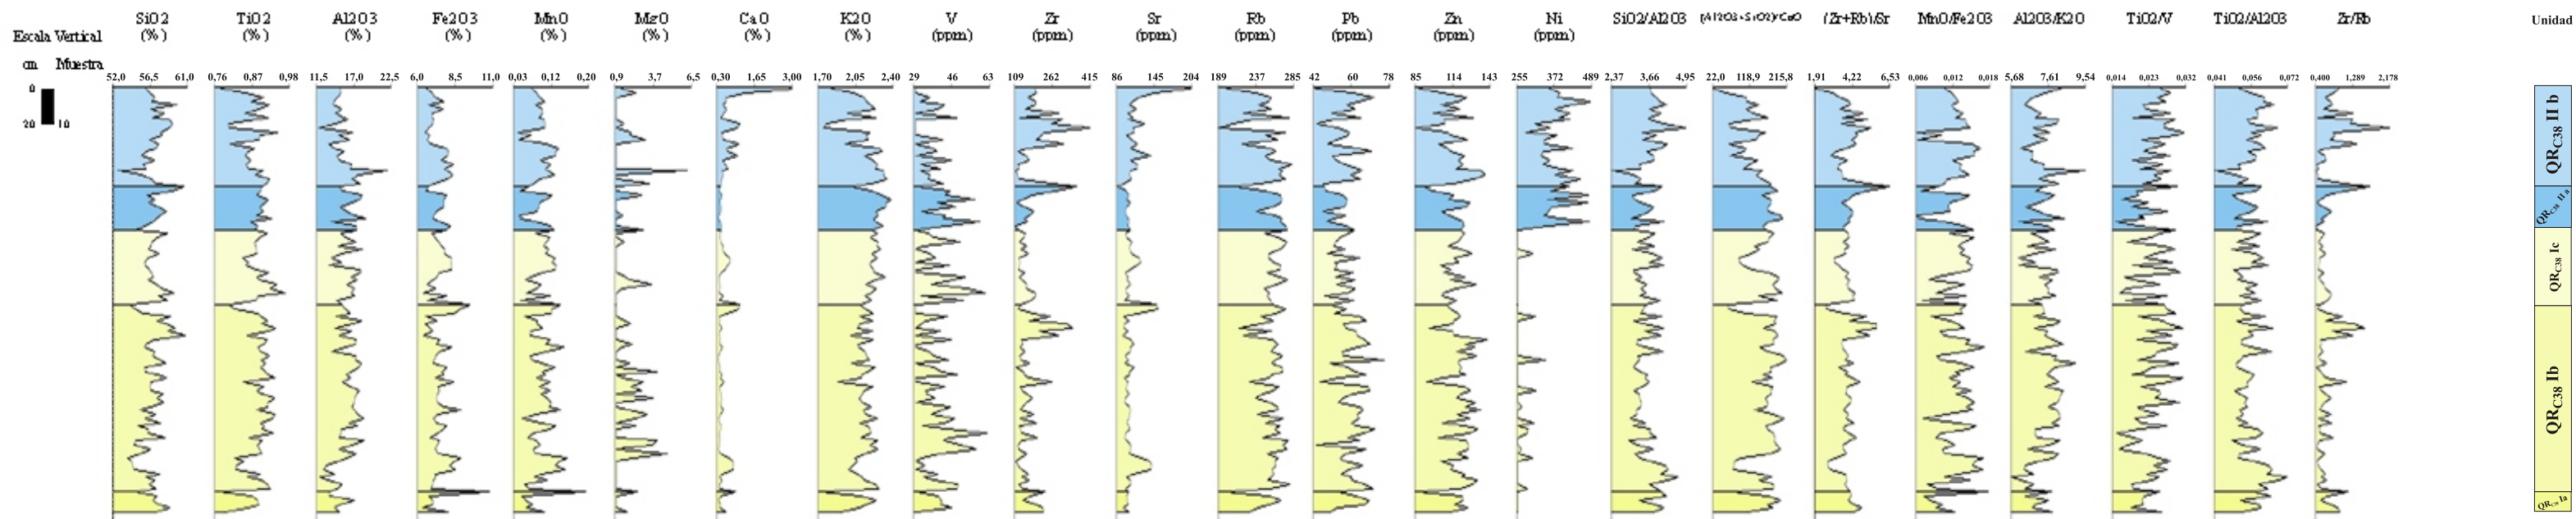 SiO2 TiO2 Al2O3 Fe2O3 MnO MgO CaO K2O V Zr Sr Rb Pb Zn Ni SiO2/Al2O3 (Al2O3+SiO2)/CaO (Zr+Rb)/Sr MnO/Fe2O3 Al2O3/K2O TiO2/V TiO2/Al2O3 Zr/Rb Unidad
Escala Vertical (%) (%) (%) (%) (%) (%) (%) (%) (ppm) (ppm) (ppm) (ppm) (ppm) (ppm) (ppm)
cm Muestra
52,0 56,5 61,0 0,76 0,87 0,98 11,5 17,0 22,5 6,0 8,5 11,0 0,03 0,12 0,20 0,9 3,7 6,5 0,30 1,65 3,00 1,70 2,05 2,40 29 46 63 109 262 415 86 145 204 189 237 285 42 60 78 85 114 143 255 372 489 2,37 3,66 4,95 22,0 118,9 215,8 1,91 4,22 6,53 0,006 0,012 0,018 5,68 7,61 9,54 0,014 0,023 0,032 0,041 0,056 0,072 0,400 1,289 2,178
0
20 10
QRC38 II b
QRC38 II a
QRC38 Ic
QRC38 Ib
QRC38 Ia